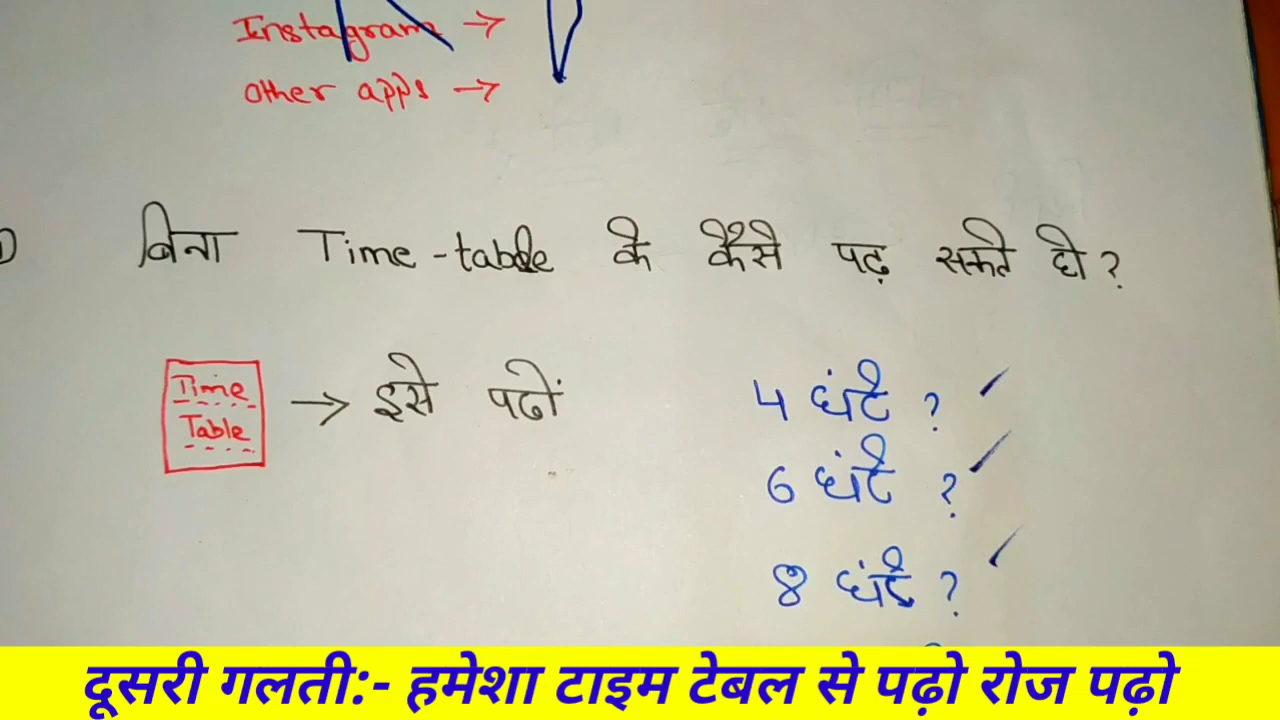 Instagram →
other apps →
बिना Time-table के कैसे पढ़ सकते हो?
Time
Table
→ इसे पढों
4 घंटे ?
6 घंटे ?
8 घंटे ?
दूसरी गलती:- हमेशा टाइम टेबल से पढ़ो रोज पढ़ो